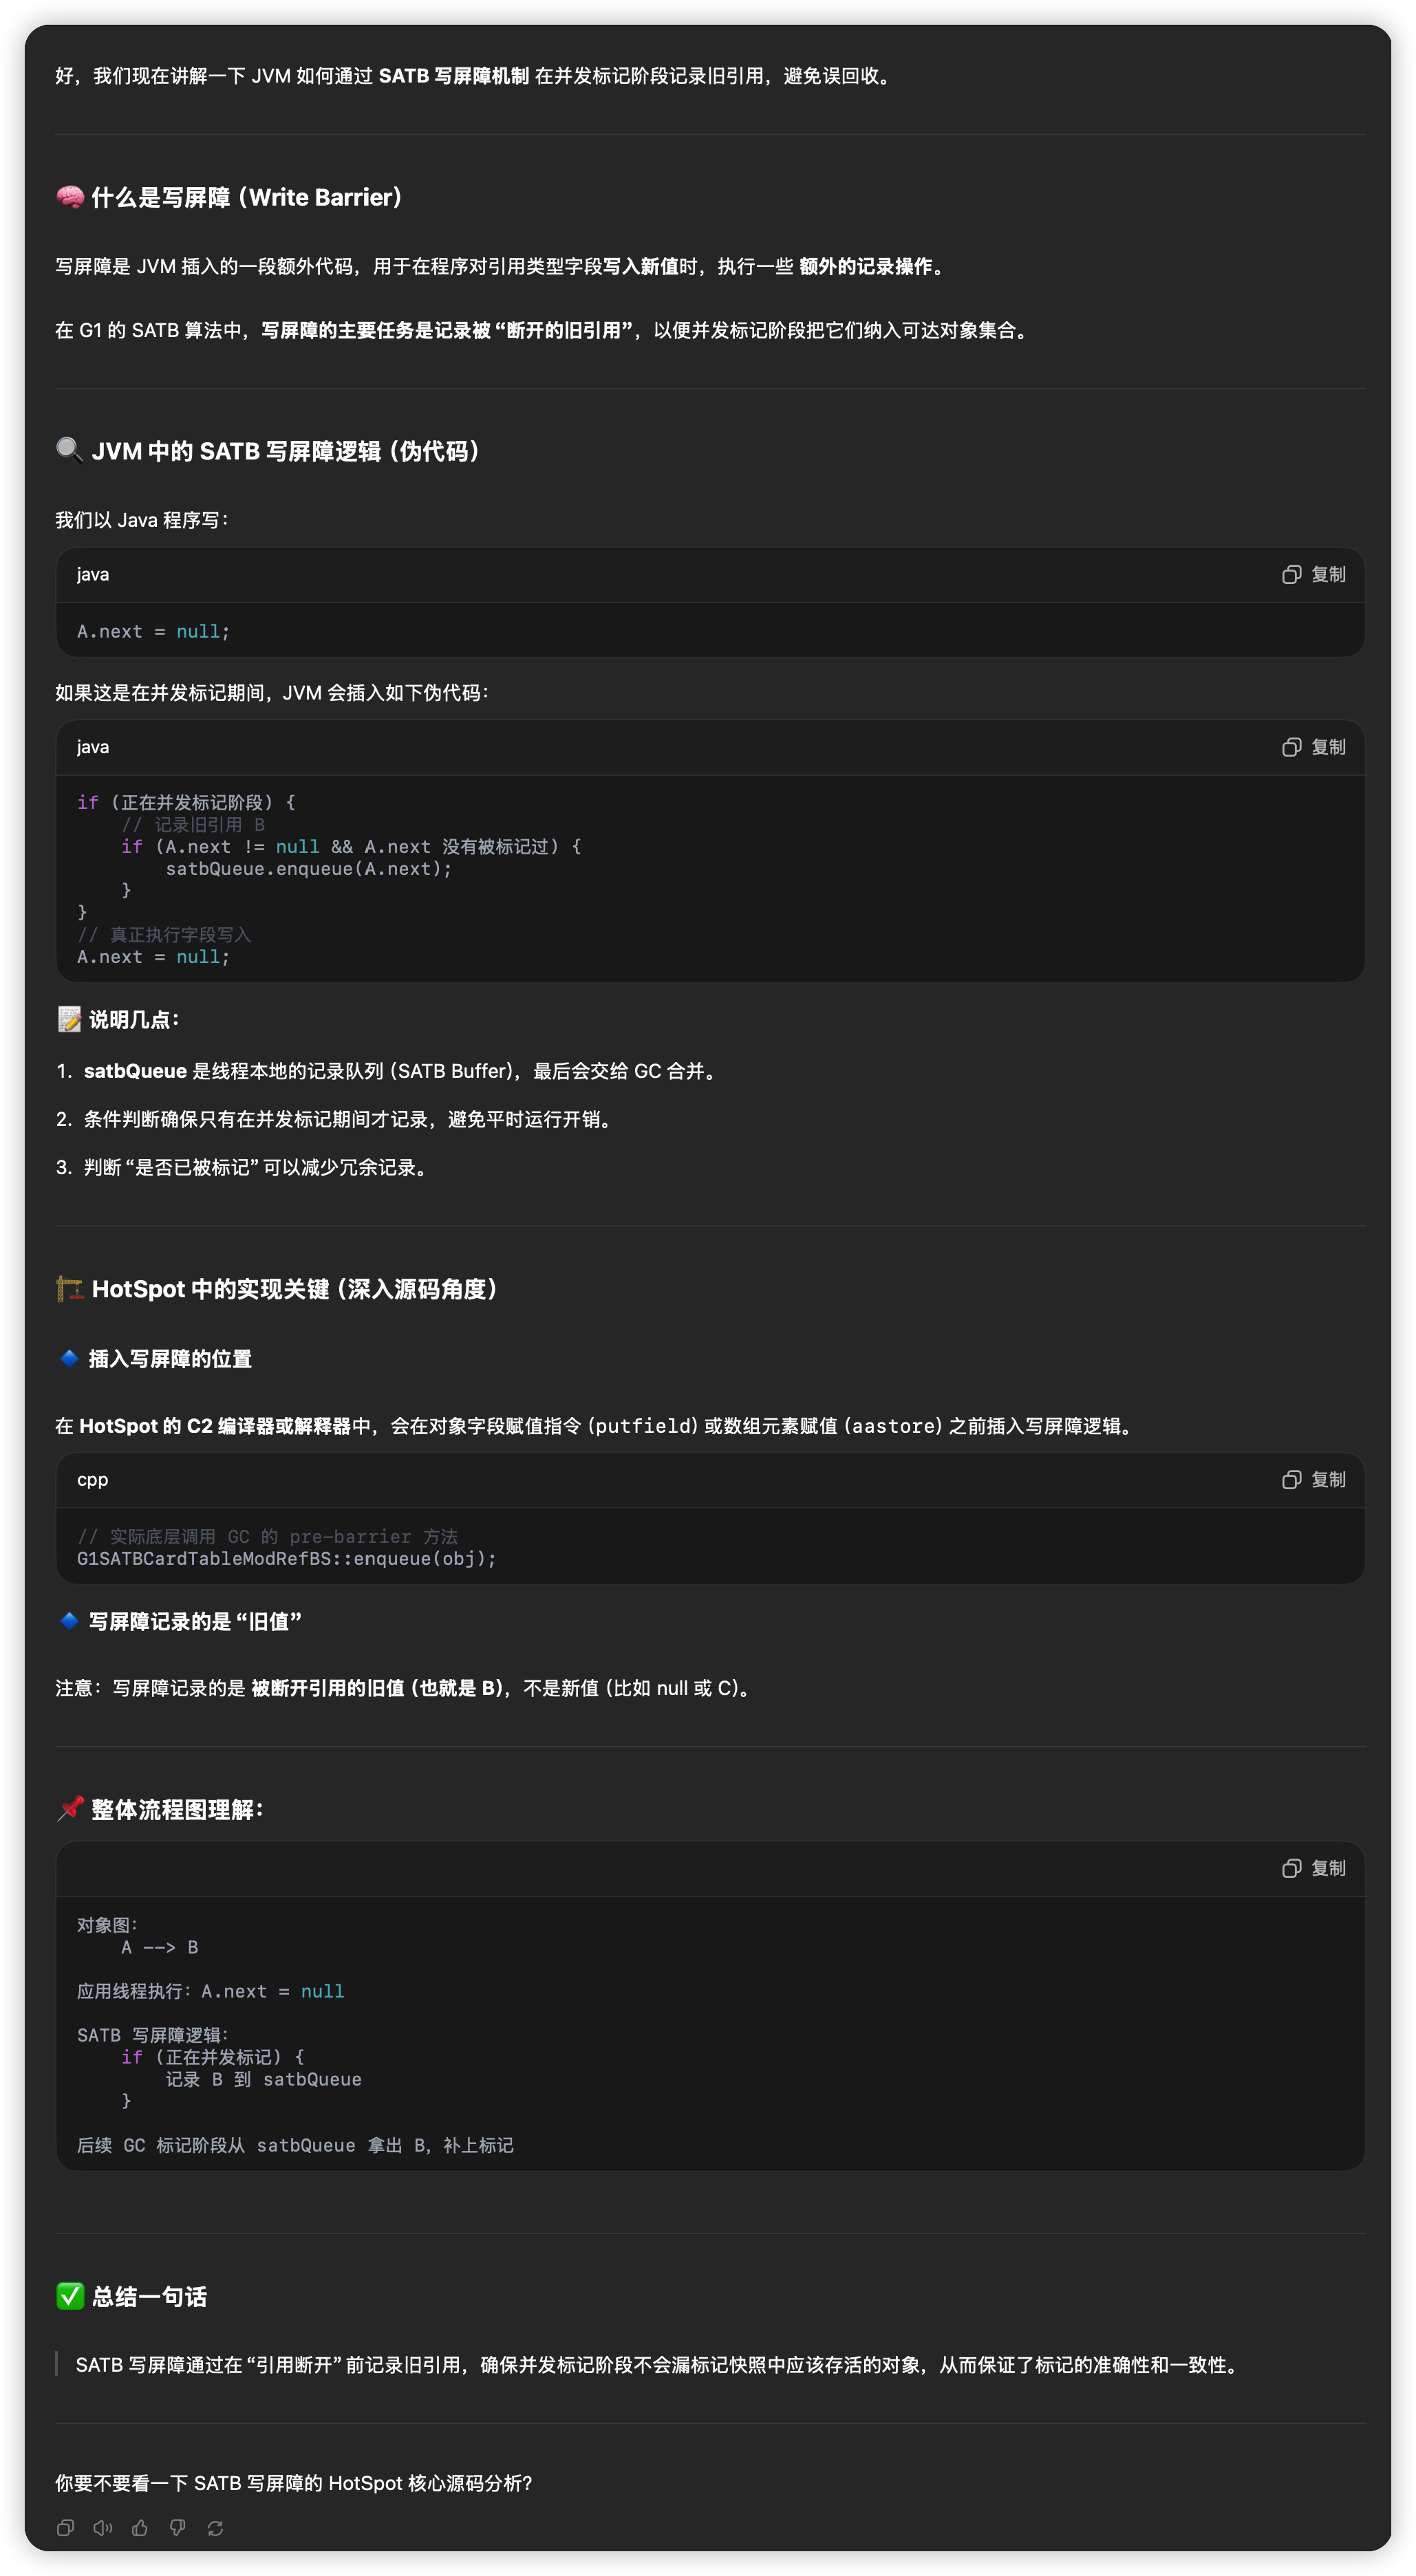 好，我们现在讲解一下 JVM 如何通过 SATB 写屏障机制 在并发标记阶段记录旧引用，避免误回收。
🧠 什么是写屏障（Write Barrier）
写屏障是 JVM 插入的一段额外代码，用于在程序对引用类型字段写入新值时，执行一些 额外的记录操作。
在 G1 的 SATB 算法中，写屏障的主要任务是记录被 “断开的旧引用”，以便并发标记阶段把它们纳入可达对象集合。
🔍 JVM 中的 SATB 写屏障逻辑（伪代码）
我们以 Java 程序写：
java
复制
A.next = null;
如果这是在并发标记期间，JVM 会插入如下伪代码：
java
复制
if (正在并发标记阶段) {
    // 记录旧引用 B
    if (A.next != null && A.next 没有被标记过) {
        satbQueue.enqueue(A.next);
    }
}
// 真正执行字段写入
A.next = null;
📝 说明几点：
1. satbQueue 是线程本地的记录队列（SATB Buffer），最后会交给 GC 合并。
2. 条件判断确保只有在并发标记期间才记录，避免平时运行开销。
3. 判断 “是否已被标记” 可以减少冗余记录。
🏗️ HotSpot 中的实现关键（深入源码角度）
🔹 插入写屏障的位置
在 HotSpot 的 C2 编译器或解释器中，会在对象字段赋值指令（putfield）或数组元素赋值（aastore）之前插入写屏障逻辑。
cpp
复制
// 实际底层调用 GC 的 pre-barrier 方法
G1SATBCardTableModRefBS::enqueue(obj);
🔹 写屏障记录的是 “旧值”
注意：写屏障记录的是 被断开引用的旧值（也就是 B），不是新值（比如 null 或 C）。
📌 整体流程图理解：
复制
对象图：
    A --> B
应用线程执行：A.next = null
SATB 写屏障逻辑：
    if (正在并发标记) {
        记录 B 到 satbQueue
    }
后续 GC 标记阶段从 satbQueue 拿出 B，补上标记
✅ 总结一句话
SATB 写屏障通过在 “引用断开” 前记录旧引用，确保并发标记阶段不会漏标记快照中应该存活的对象，从而保证了标记的准确性和一致性。
你要不要看一下 SATB 写屏障的 HotSpot 核心源码分析？